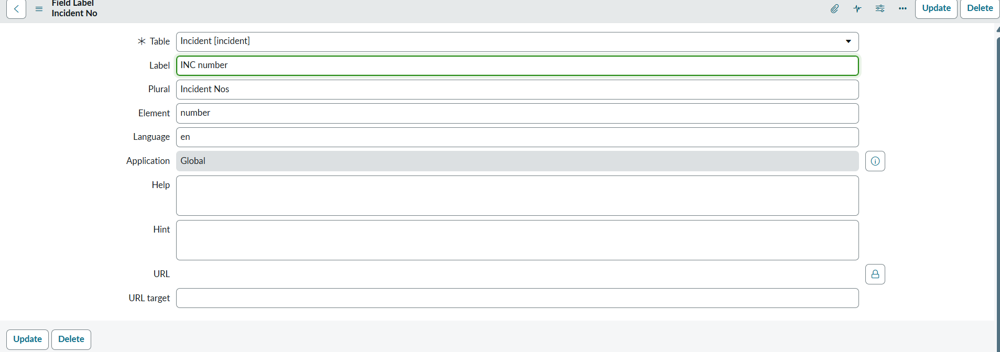 Field Label
Incident No
Update
Delete
Table
Incident [incident]
Label
INC number
Plural
Incident Nos
Element
number
Language
en
Application
Global
Help
Hint
URL
URL target
Update
Delete